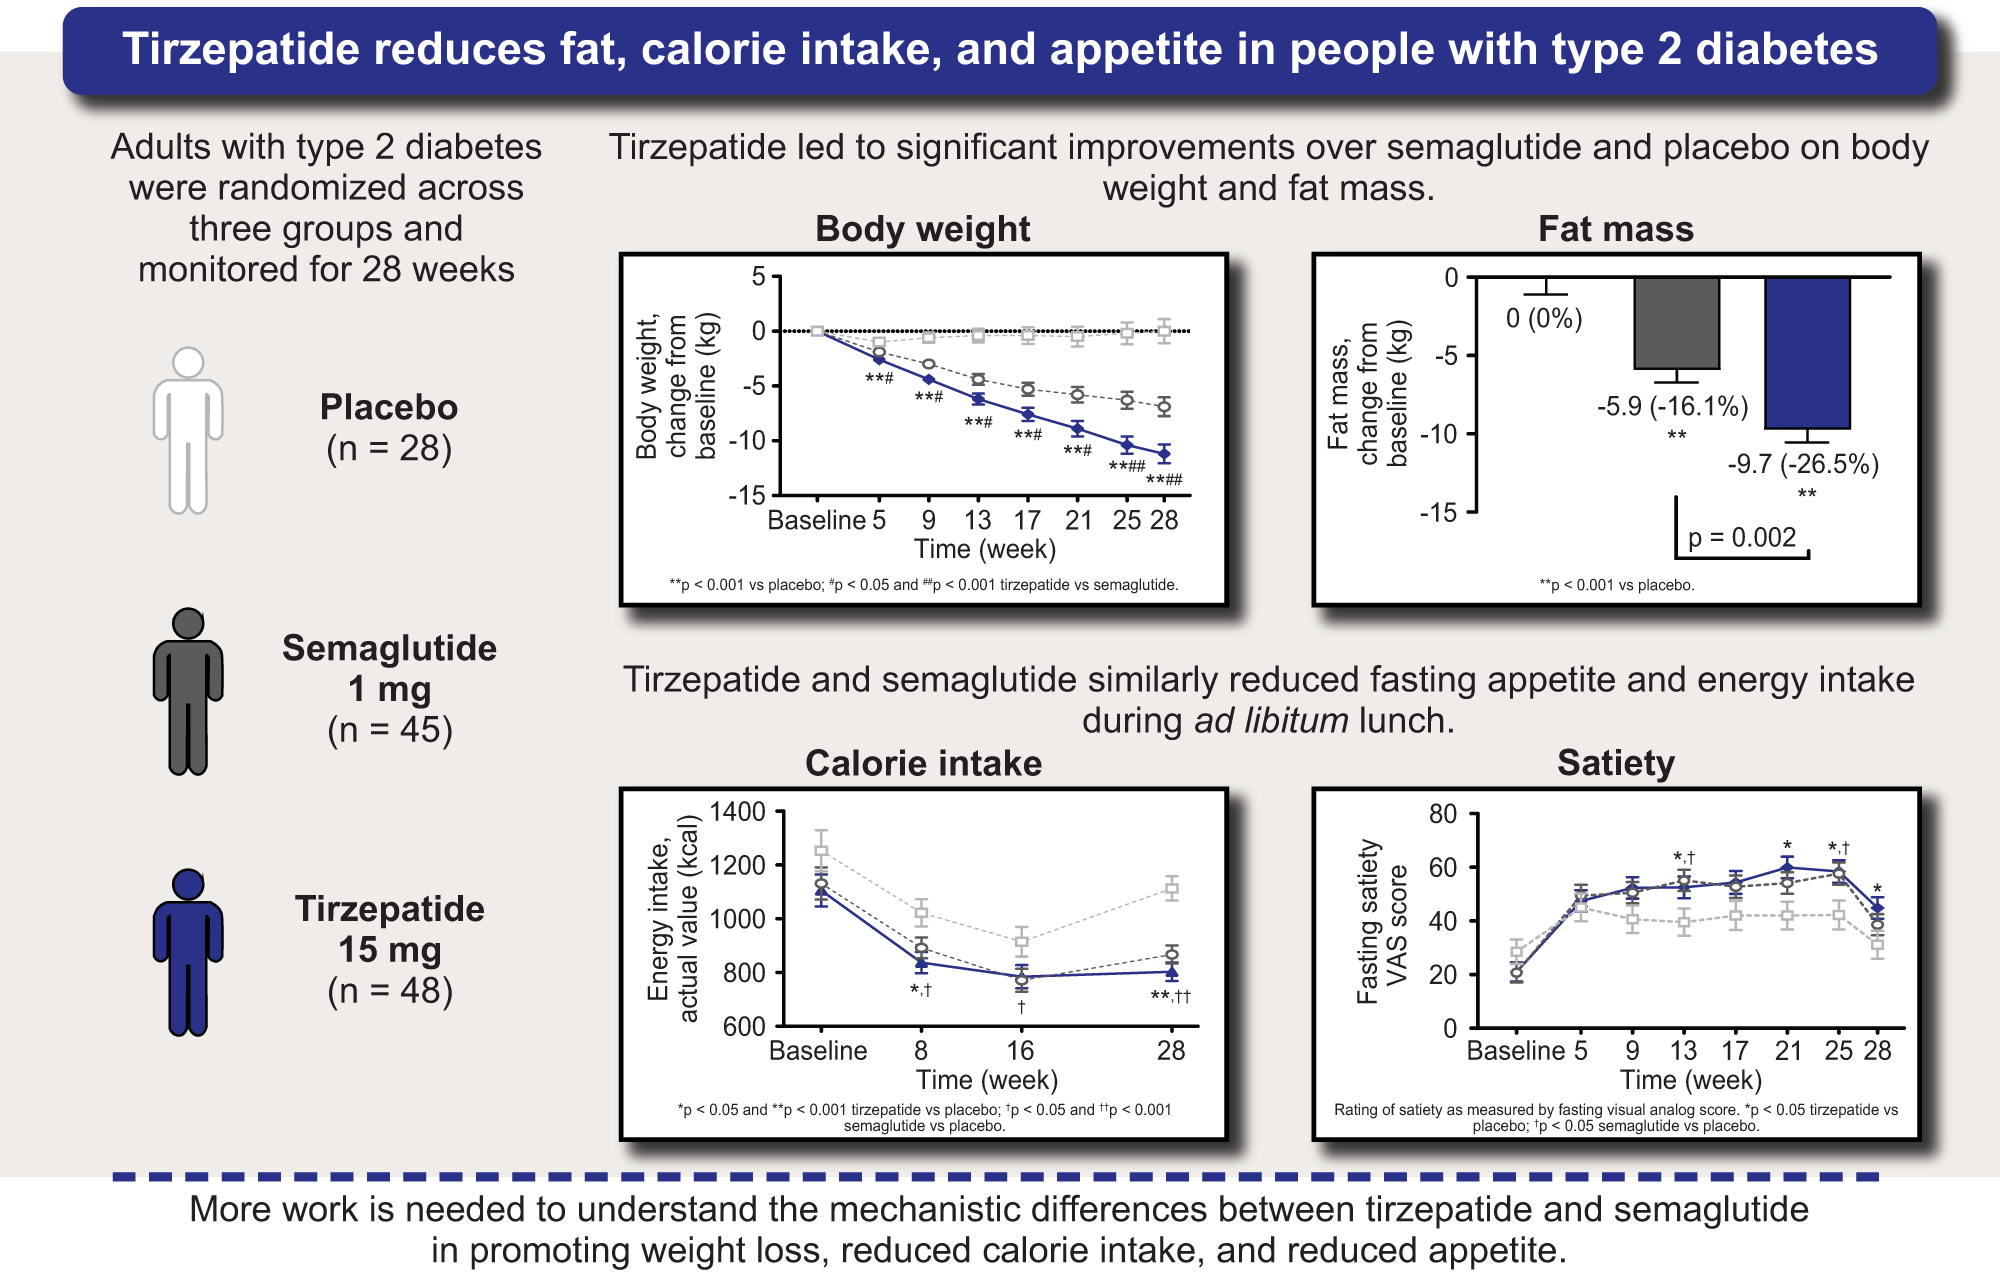 Tirzepatide reduces fat, calorie intake, and appetite in people with type 2 diabetes
Adults with type 2 diabetes
were randomized across
three groups and
monitored for 28 weeks
Placebo
(n = 28)
Semaglutide
1 mg
(n = 45)
Tirzepatide
15 mg
(n = 48)
Tirzepatide led to significant improvements over semaglutide and placebo on body
weight and fat mass.
Body weight
Body weight,
change from
baseline (kg)
5
0
-5
-10
-15
**#
**#
**#
**#
**#
**##
**##
Baseline 5 9 13 17 21 25 28
Time (week)
**p < 0.001 vs placebo; #p < 0.05 and ##p < 0.001 tirzepatide vs semaglutide.
Fat mass
Fat mass,
change from
baseline (kg)
0
-5
-10
-15
0 (0%)
-5.9 (-16.1%)
**
-9.7 (-26.5%)
**
p = 0.002
**p < 0.001 vs placebo.
Tirzepatide and semaglutide similarly reduced fasting appetite and energy intake
during ad libitum lunch.
Calorie intake
Energy intake,
actual value (kcal)
1400
1200
1000
800
600
*,†
†
**,††
Baseline 8 16 28
Time (week)
*p < 0.05 and **p < 0.001 tirzepatide vs placebo; †p < 0.05 and ††p < 0.001
semaglutide vs placebo.
Satiety
Fasting satiety
VAS score
80
60
40
20
0
*,†
*
*,†
*
Baseline 5 9 13 17 21 25 28
Time (week)
Rating of satiety as measured by fasting visual analog score. *p < 0.05 tirzepatide vs
placebo; †p < 0.05 semaglutide vs placebo.
More work is needed to understand the mechanistic differences between tirzepatide and semaglutide
in promoting weight loss, reduced calorie intake, and reduced appetite.